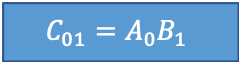 C₀₁ = A₀B₁